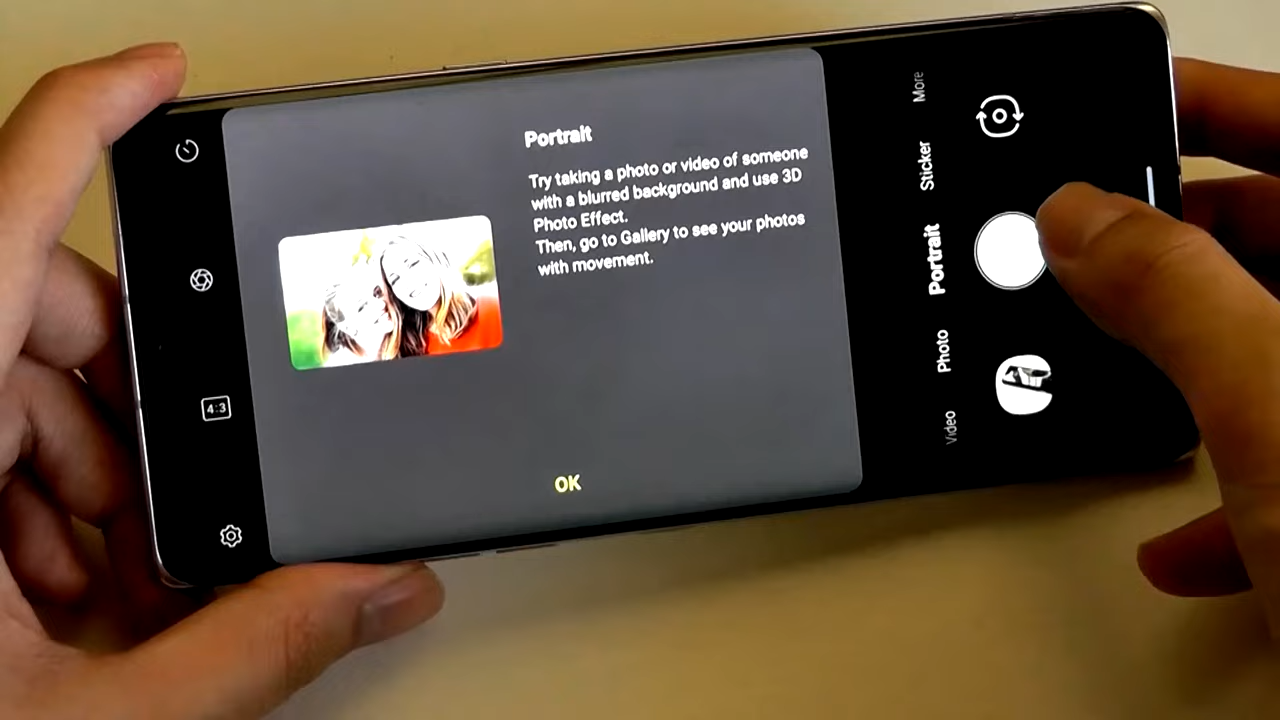 Portrait
Try taking a photo or video of someone
with a blurred background and use 3D
Photo Effect.
Then, go to Gallery to see your photos
with movement.
OK
4:3
More
Sticker
Portrait
Photo
Video